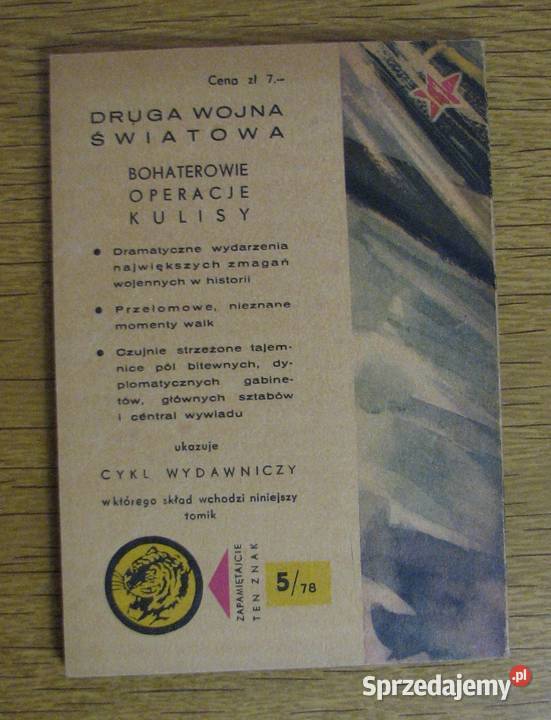 Cena zł 7.–
DRUGA WOJNA
ŚWIATOWA
BOHATEROWIE
OPERACJE
KULISY
• Dramatyczne wydarzenia
największych zmagań
wojennych w historii
• Przełomowe, nieznane
momenty walk
• Czujnie strzeżone tajem-
nice pól bitewnych, dy-
plomatycznych gabine-
tów, głównych sztabów
i central wywiadu
ukazuje
CYKL WYDAWNICZY
w którego skład wchodzi niniejszy
tomik
ZAPAMIĘTAJCIE
TEN ZNAK
5/78
Sprzedajemy.pl